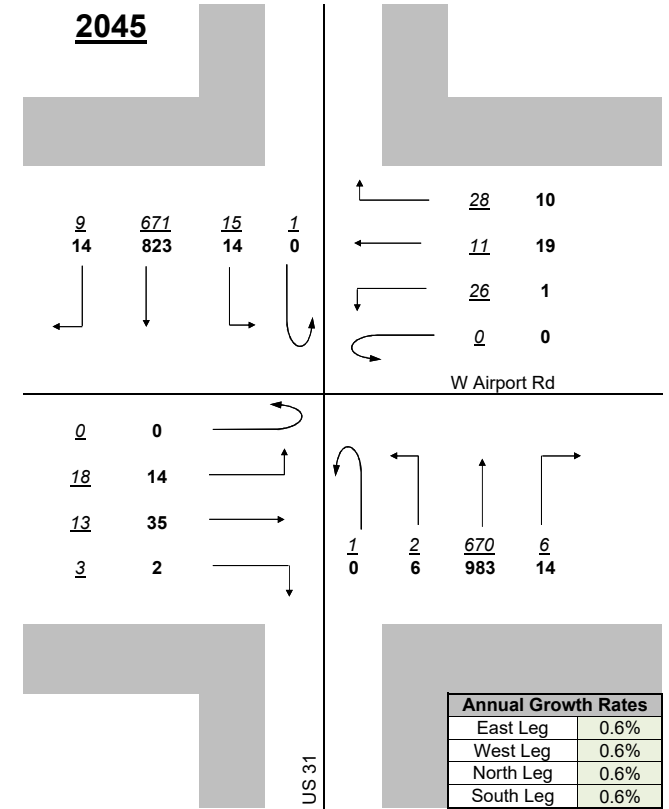 2045
9 671 15 1
14 823 14 0
28 10
11 19
26 1
0 0
W Airport Rd
0 0
18 14
13 35
3 2
1 2 670 6
0 6 983 14
US 31
Annual Growth Rates
East Leg 0.6%
West Leg 0.6%
North Leg 0.6%
South Leg 0.6%